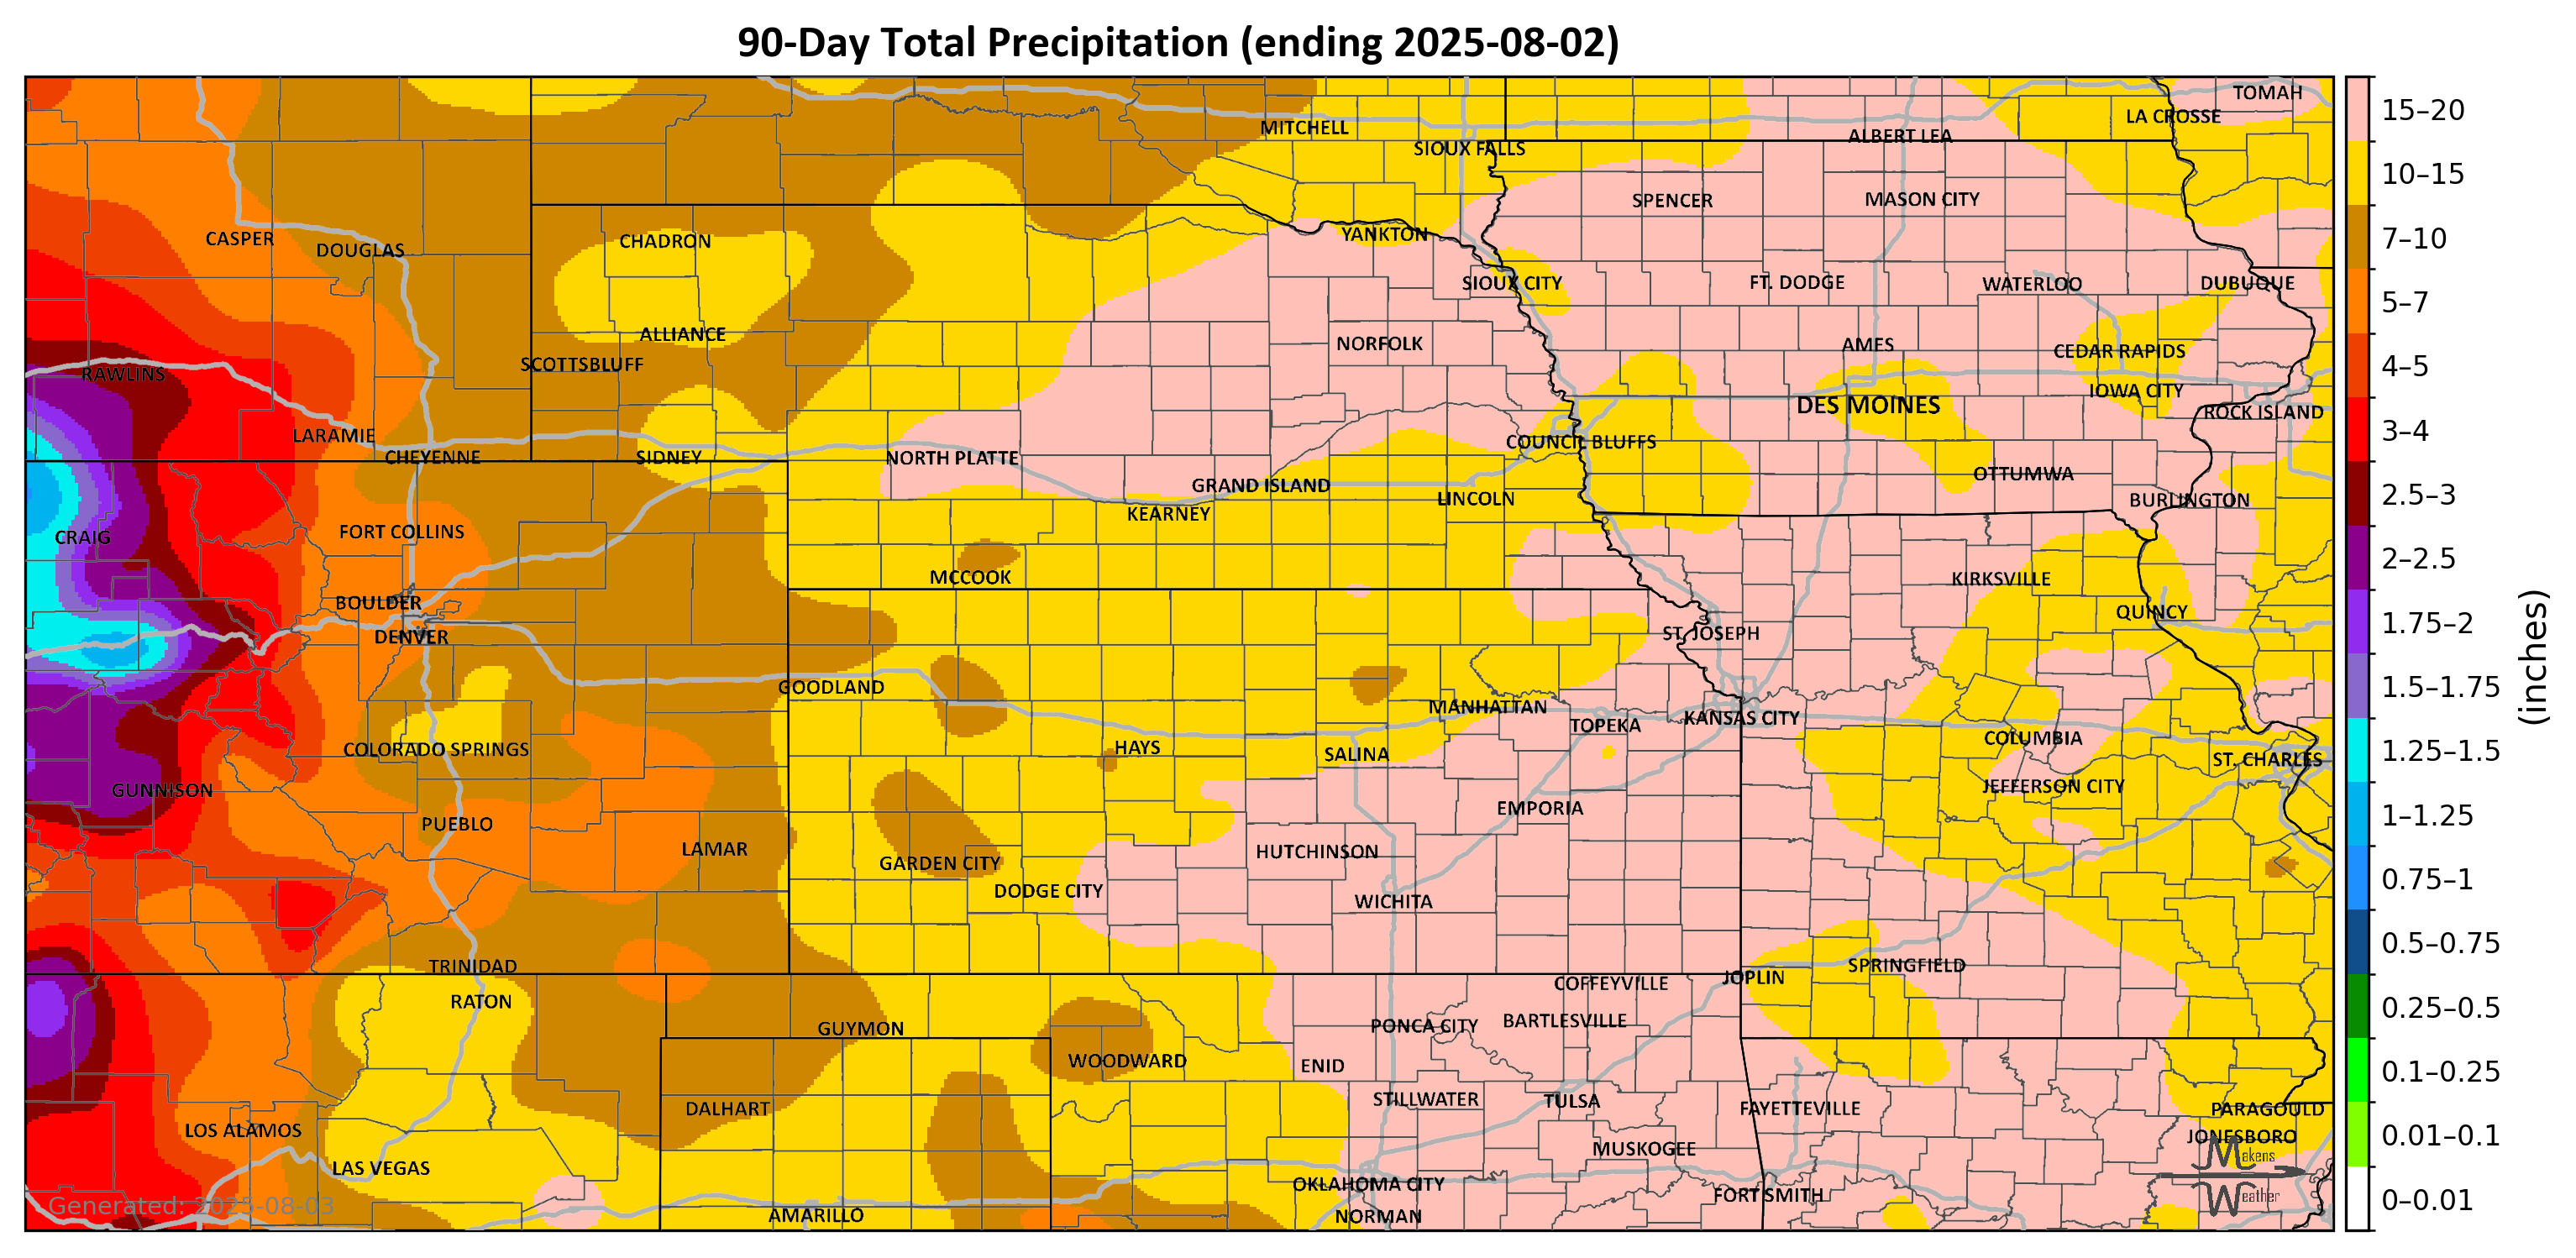 90-Day Total Precipitation (ending 2025-08-02)
TOMAH
LA CROSSE
MITCHELL
ALBERT LEA
SIOUX FALLS
SPENCER
MASON CITY
YANKTON
CASPER
CHADRON
DOUGLAS
SIOUX CITY
FT. DODGE
WATERLOO
DUBUQUE
ALLIANCE
NORFOLK
AMES
CEDAR RAPIDS
SCOTTSBLUFF
RAWLINS
IOWA CITY
DES MOINES
ROCK ISLAND
LARAMIE
COUNCIL BLUFFS
CHEYENNE
SIDNEY
NORTH PLATTE
OTTUMWA
GRAND ISLAND
LINCOLN
BURLINGTON
KEARNEY
FORT COLLINS
CRAIG
MCCOOK
KIRKSVILLE
BOULDER
QUINCY
DENVER
ST. JOSEPH
GOODLAND
MANHATTAN
KANSAS CITY
TOPEKA
COLUMBIA
COLORADO SPRINGS
HAYS
SALINA
ST. CHARLES
GUNNISON
JEFFERSON CITY
EMPORIA
PUEBLO
LAMAR
HUTCHINSON
GARDEN CITY
DODGE CITY
WICHITA
TRINIDAD
SPRINGFIELD
JOPLIN
COFFEYVILLE
RATON
GUYMON
PONCA CITY
BARTLESVILLE
WOODWARD
ENID
STILLWATER
TULSA
DALHART
FAYETTEVILLE
PARAGOULD
LOS ALAMOS
JONESBORO
MUSKOGEE
LAS VEGAS
OKLAHOMA CITY
FORT SMITH
AMARILLO
NORMAN
Generated: 2025-08-03
Makens
Weather
15–20
10–15
7–10
5–7
4–5
3–4
2.5–3
2–2.5
1.75–2
1.5–1.75
1.25–1.5
1–1.25
0.75–1
0.5–0.75
0.25–0.5
0.1–0.25
0.01–0.1
0–0.01
(inches)